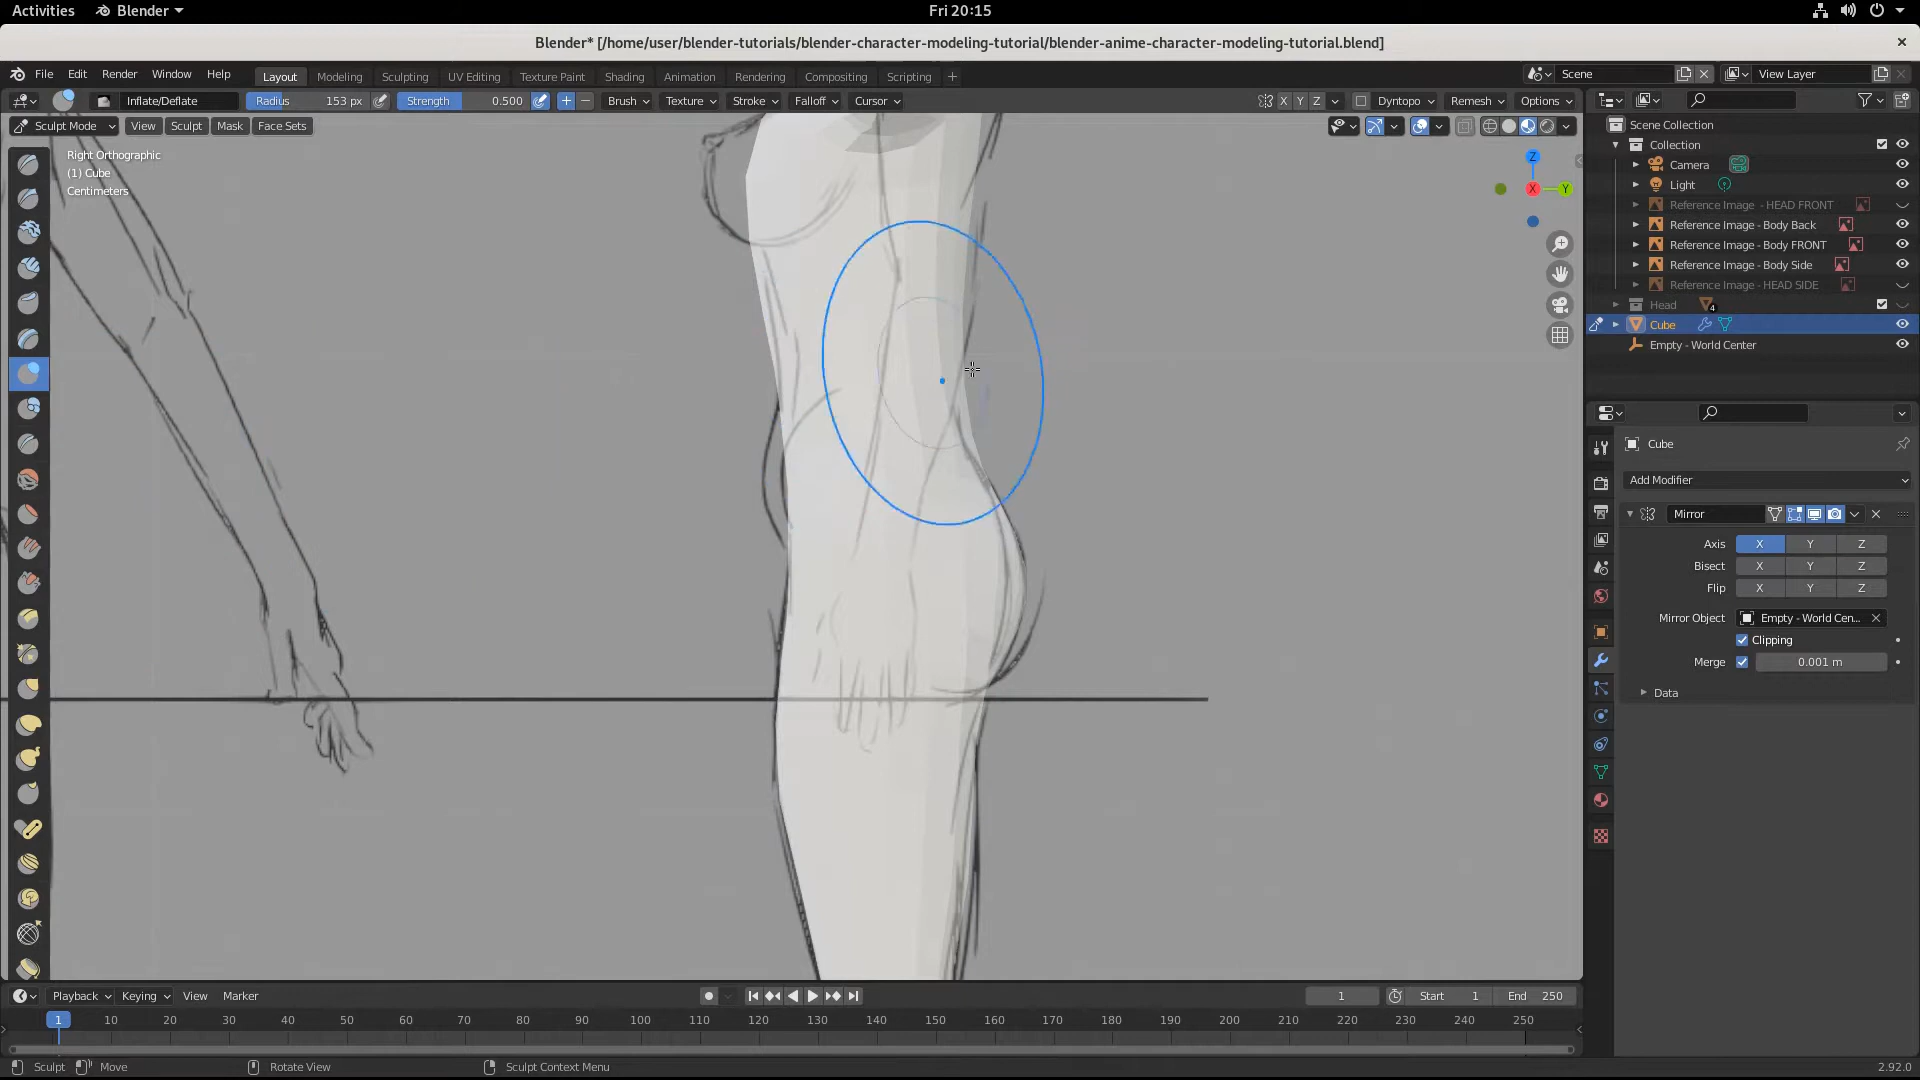 Activities Blender Fri 20:15
Blender* [/home/user/blender-tutorials/blender-character-modeling-tutorial/blender-anime-character-modeling-tutorial.blend]
File Edit Render Window Help Layout Modeling Sculpting UV Editing Texture Paint Shading Animation Rendering Compositing Scripting + Scene View Layer
Inflate/Deflate Radius 153 px Strength 0.500 + − Brush Texture Stroke Falloff Cursor X Y Z Dyntopo Remesh Options
Sculpt Mode View Sculpt Mask Face Sets
Right Orthographic
(1) Cube
Centimeters
Z
X
Y
Scene Collection
Collection
Camera
Light
Reference Image - HEAD FRONT
Reference Image - Body Back
Reference Image - Body FRONT
Reference Image - Body Side
Reference Image - HEAD SIDE
Head 4
Cube
Empty - World Center
Cube
Add Modifier
Mirror
Axis X Y Z
Bisect X Y Z
Flip X Y Z
Mirror Object Empty - World Cen...
Clipping
Merge 0.001 m
Data
Playback Keying View Marker 1 Start 1 End 250
1 10 20 30 40 50 60 70 80 90 100 110 120 130 140 150 160 170 180 190 200 210 220 230 240 250
Sculpt Move Rotate View Sculpt Context Menu 2.92.0